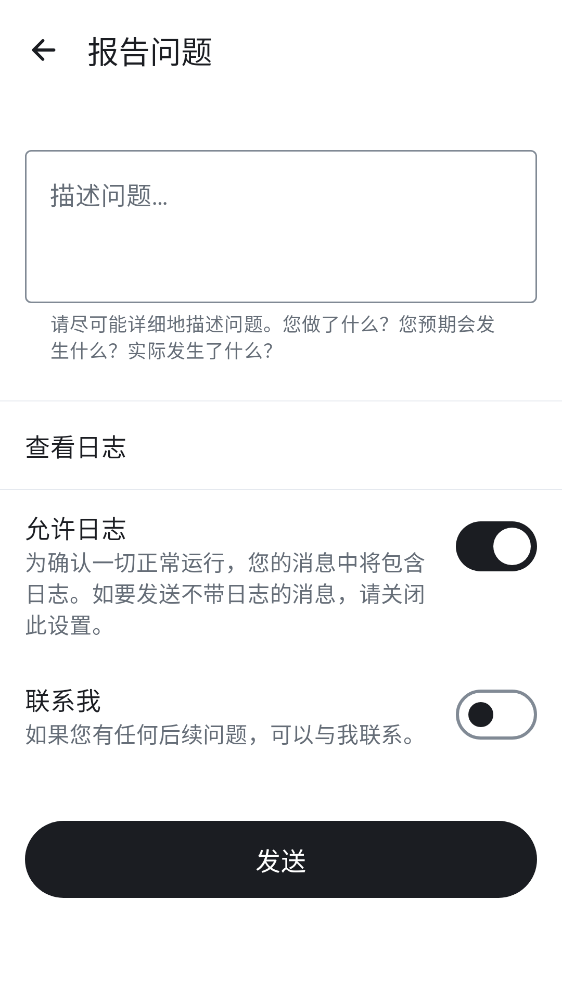 报告问题
描述问题...
请尽可能详细地描述问题。您做了什么？您预期会发
生什么？实际发生了什么？
查看日志
允许日志
为确认一切正常运行，您的消息中将包含
日志。如要发送不带日志的消息，请关闭
此设置。
联系我
如果您有任何后续问题，可以与我联系。
发送